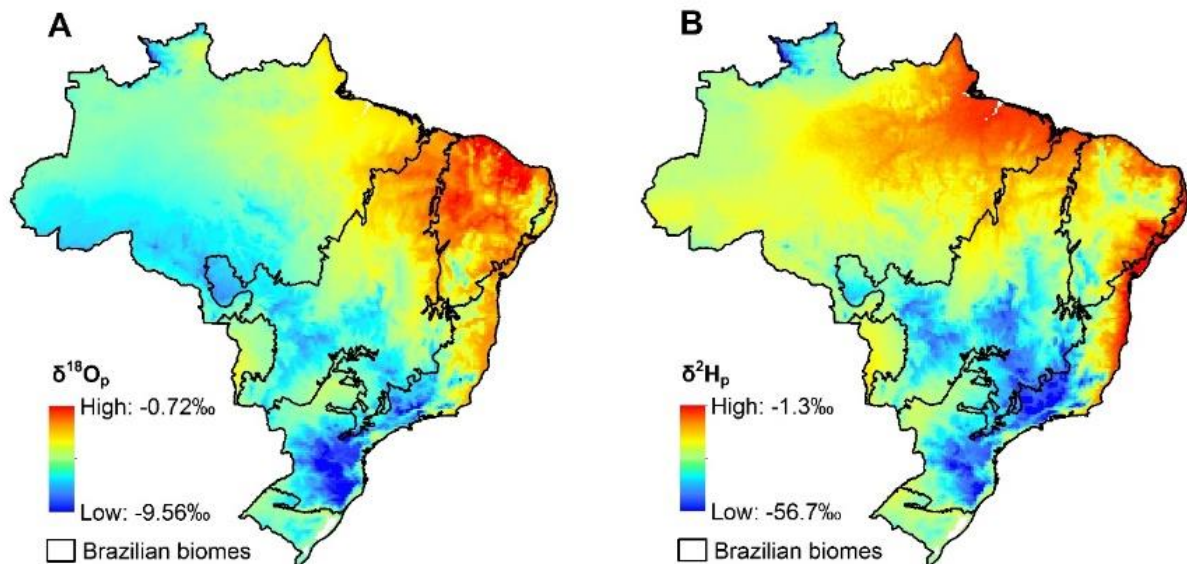 A
δ¹⁸Oₚ
High: -0.72‰
Low: -9.56‰
Brazilian biomes
B
δ²Hₚ
High: -1.3‰
Low: -56.7‰
Brazilian biomes